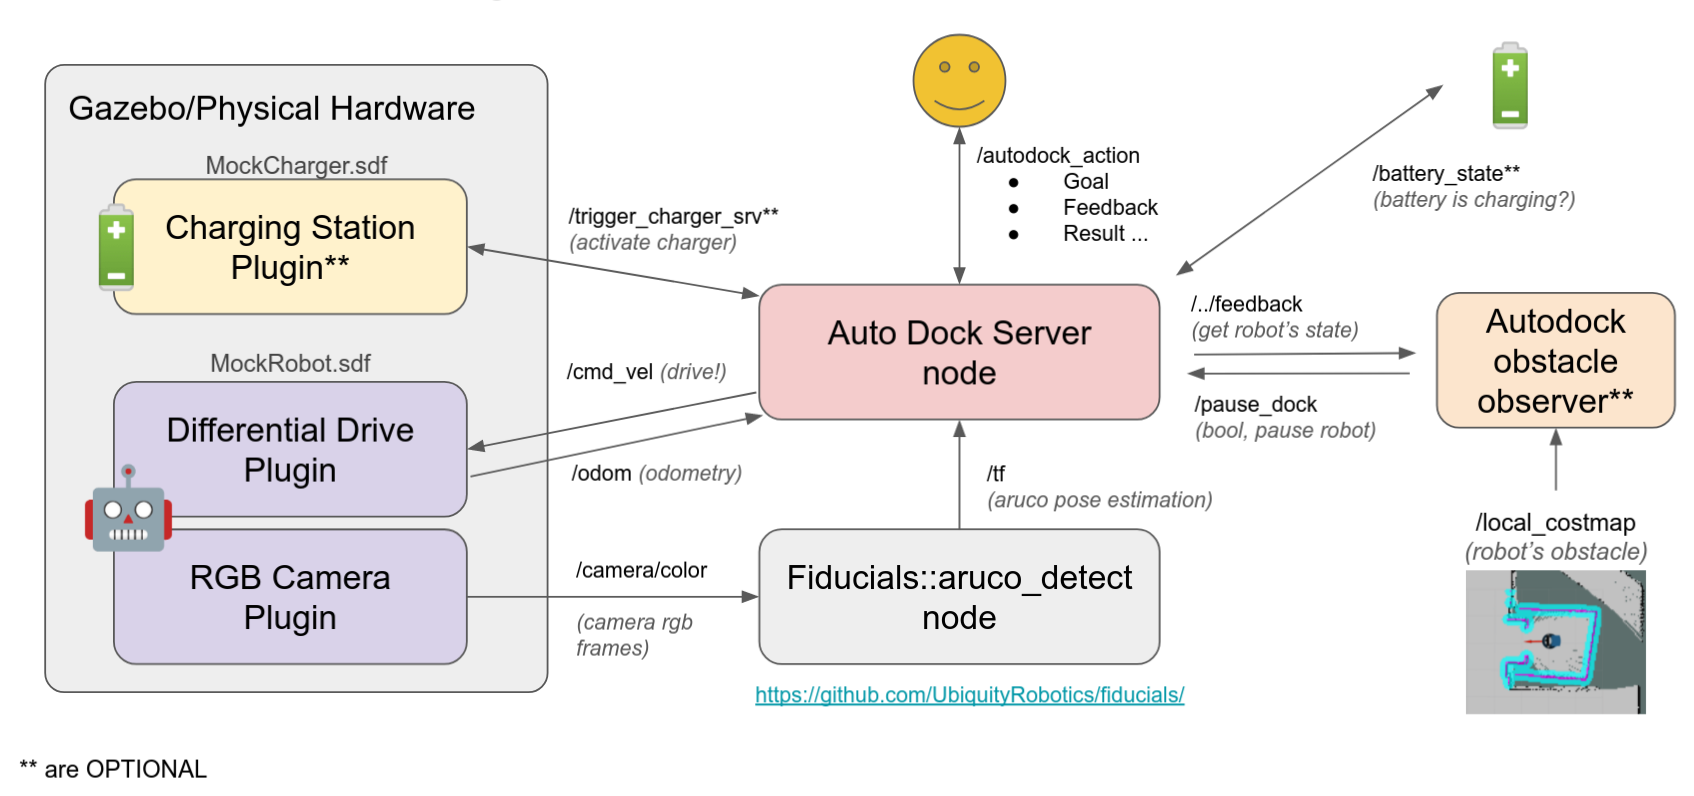 Gazebo/Physical Hardware
MockCharger.sdf
Charging Station
Plugin**
MockRobot.sdf
Differential Drive
Plugin
RGB Camera
Plugin
/trigger_charger_srv**
(activate charger)
/cmd_vel (drive!)
/odom (odometry)
/camera/color
(camera rgb
frames)
/autodock_action
● Goal
● Feedback
● Result ...
Auto Dock Server
node
/tf
(aruco pose estimation)
Fiducials::aruco_detect
node
https://github.com/UbiquityRobotics/fiducials/
/battery_state**
(battery is charging?)
/../feedback
(get robot’s state)
/pause_dock
(bool, pause robot)
Autodock
obstacle
observer**
/local_costmap
(robot’s obstacle)
** are OPTIONAL